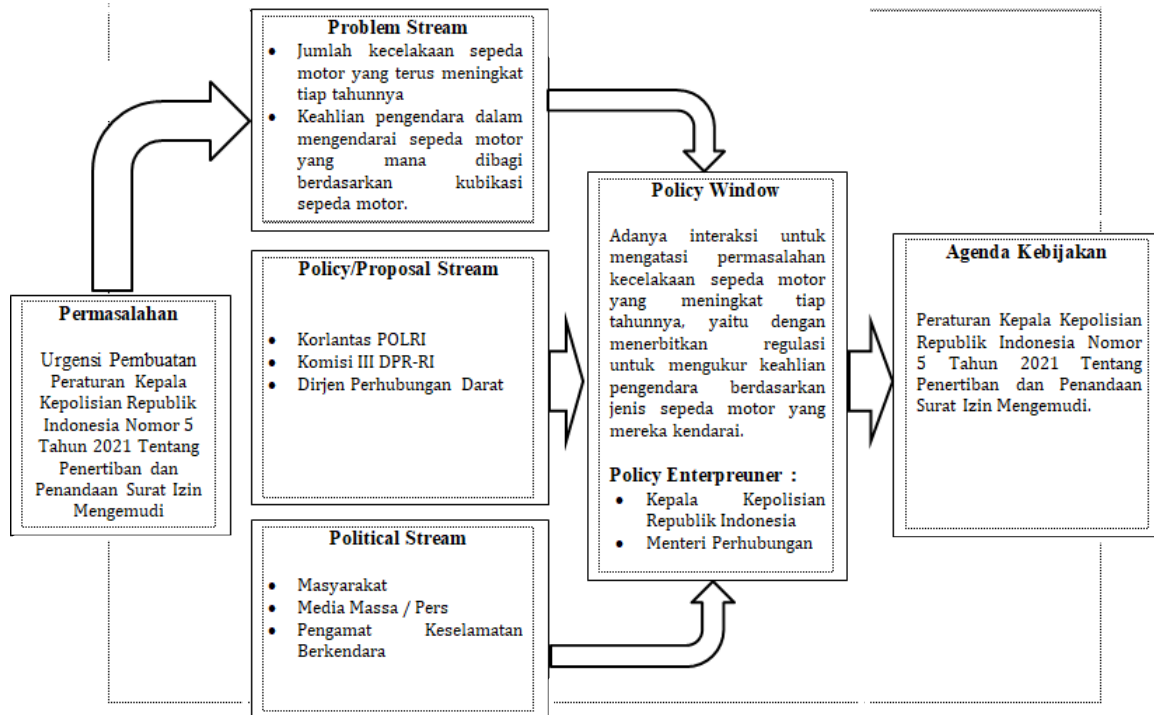 Problem Stream
• Jumlah kecelakaan sepeda
motor yang terus meningkat
tiap tahunnya
• Keahlian pengendara dalam
mengendarai sepeda motor
yang mana dibagi
berdasarkan kubikasi
sepeda motor.
Permasalahan
Urgensi Pembuatan
Peraturan Kepala
Kepolisian Republik
Indonesia Nomor 5
Tahun 2021 Tentang
Penertiban dan
Penandaan Surat Izin
Mengemudi
Policy/Proposal Stream
• Korlantas POLRI
• Komisi III DPR-RI
• Dirjen Perhubungan Darat
Political Stream
• Masyarakat
• Media Massa / Pers
• Pengamat Keselamatan
Berkendara
Policy Window
Adanya interaksi untuk
mengatasi permasalahan
kecelakaan sepeda motor
yang meningkat tiap
tahunnya, yaitu dengan
menerbitkan regulasi
untuk mengukur keahlian
pengendara berdasarkan
jenis sepeda motor yang
mereka kendarai.
Policy Enterpreuner :
• Kepala Kepolisian
Republik Indonesia
• Menteri Perhubungan
Agenda Kebijakan
Peraturan Kepala Kepolisian
Republik Indonesia Nomor
5 Tahun 2021 Tentang
Penertiban dan Penandaan
Surat Izin Mengemudi.